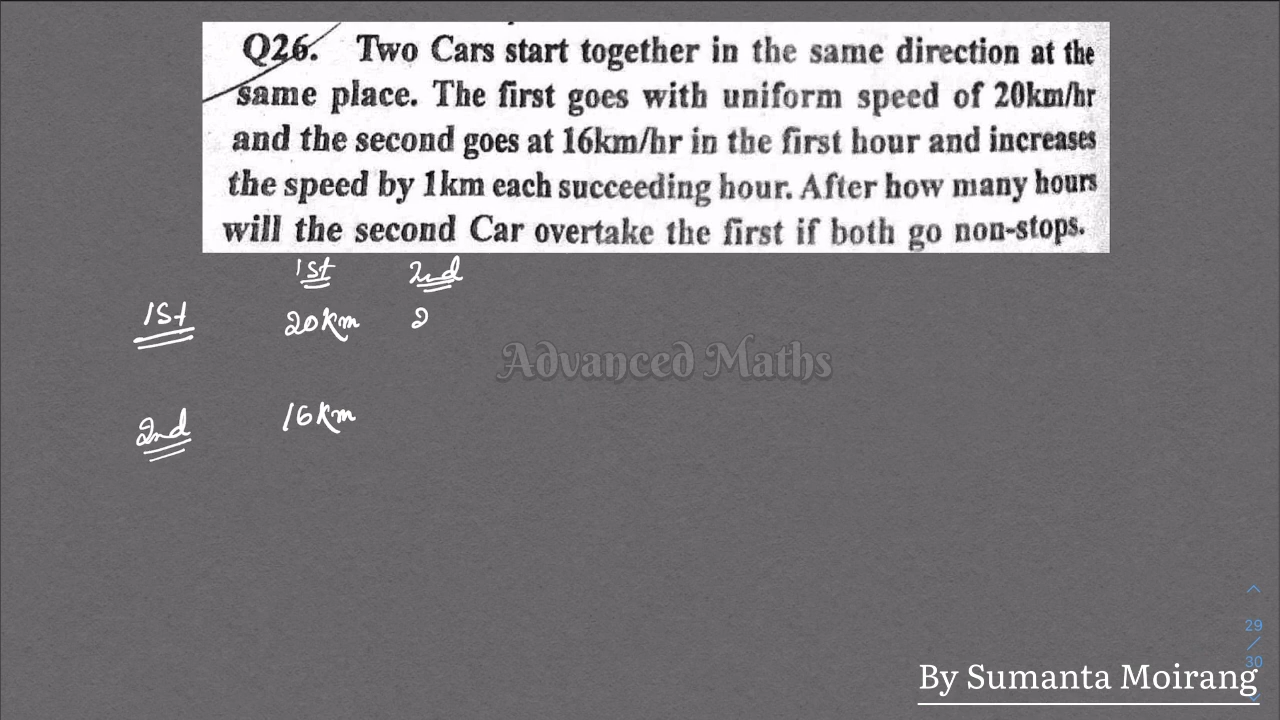 Q26. Two Cars start together in the same direction at the
same place. The first goes with uniform speed of 20km/hr
and the second goes at 16km/hr in the first hour and increases
the speed by 1km each succeeding hour. After how many hours
will the second Car overtake the first if both go non-stops.
1st 2nd
1st 20km 2
Advanced Maths
2nd 16km
29
/
30
By Sumanta Moirang